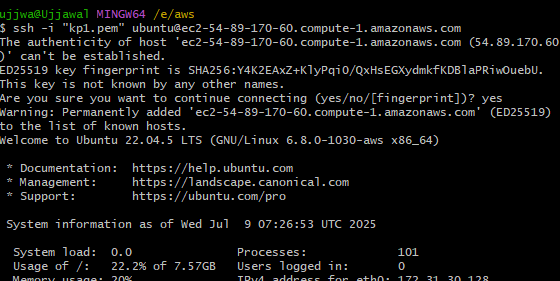 ujjwa@Ujjawal MINGW64 /e/aws
$ ssh -i "kp1.pem" ubuntu@ec2-54-89-170-60.compute-1.amazonaws.com
The authenticity of host 'ec2-54-89-170-60.compute-1.amazonaws.com (54.89.170.60
)' can't be established.
ED25519 key fingerprint is SHA256:Y4K2EAxZ+KlyPqi0/QxHsEGXydmkfKDBlaPRiwOuebU.
This key is not known by any other names.
Are you sure you want to continue connecting (yes/no/[fingerprint])? yes
Warning: Permanently added 'ec2-54-89-170-60.compute-1.amazonaws.com' (ED25519)
to the list of known hosts.
Welcome to Ubuntu 22.04.5 LTS (GNU/Linux 6.8.0-1030-aws x86_64)
* Documentation: https://help.ubuntu.com
* Management: https://landscape.canonical.com
* Support: https://ubuntu.com/pro
System information as of Wed Jul 9 07:26:53 UTC 2025
System load: 0.0 Processes: 101
Usage of /: 22.2% of 7.57GB Users logged in: 0
Memory usage: 20% IPv4 address for eth0: 172.31.30.128